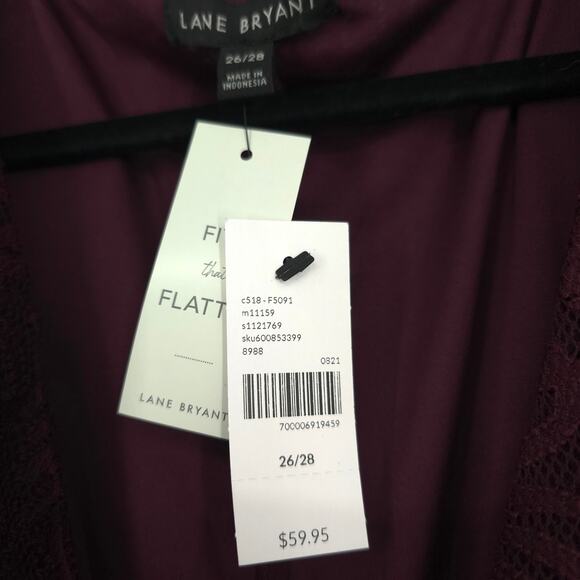 LANE BRYANT
26/28
MADE IN
INDONESIA
FI
that
FLATT
LANE BRYANT
c518 - F5091
m11159
s1121769
sku600853399
8988
0821
700006919459
26/28
$59.95